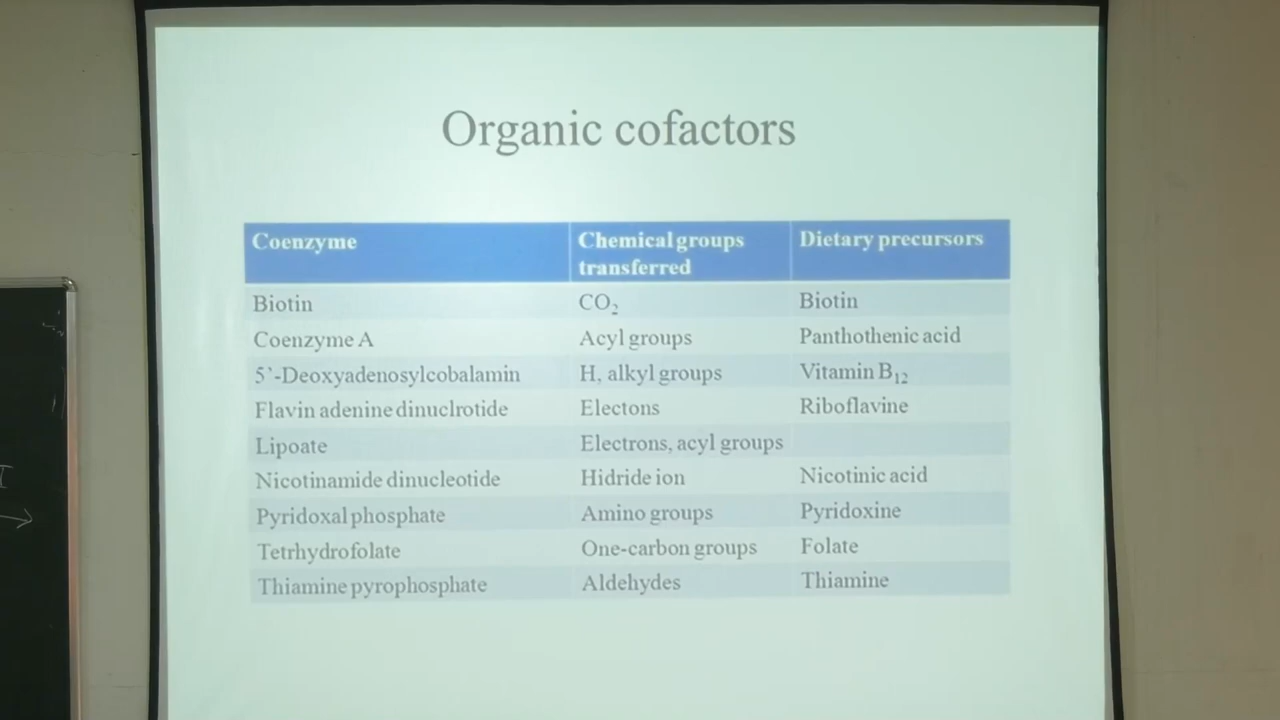 Organic cofactors
Coenzyme Chemical groups transferred Dietary precursors
Biotin CO₂ Biotin
Coenzyme A Acyl groups Panthothenic acid
5’-Deoxyadenosylcobalamin H, alkyl groups Vitamin B₁₂
Flavin adenine dinuclrotide Electons Riboflavine
Lipoate Electrons, acyl groups
Nicotinamide dinucleotide Hidride ion Nicotinic acid
Pyridoxal phosphate Amino groups Pyridoxine
Tetrhydrofolate One-carbon groups Folate
Thiamine pyrophosphate Aldehydes Thiamine